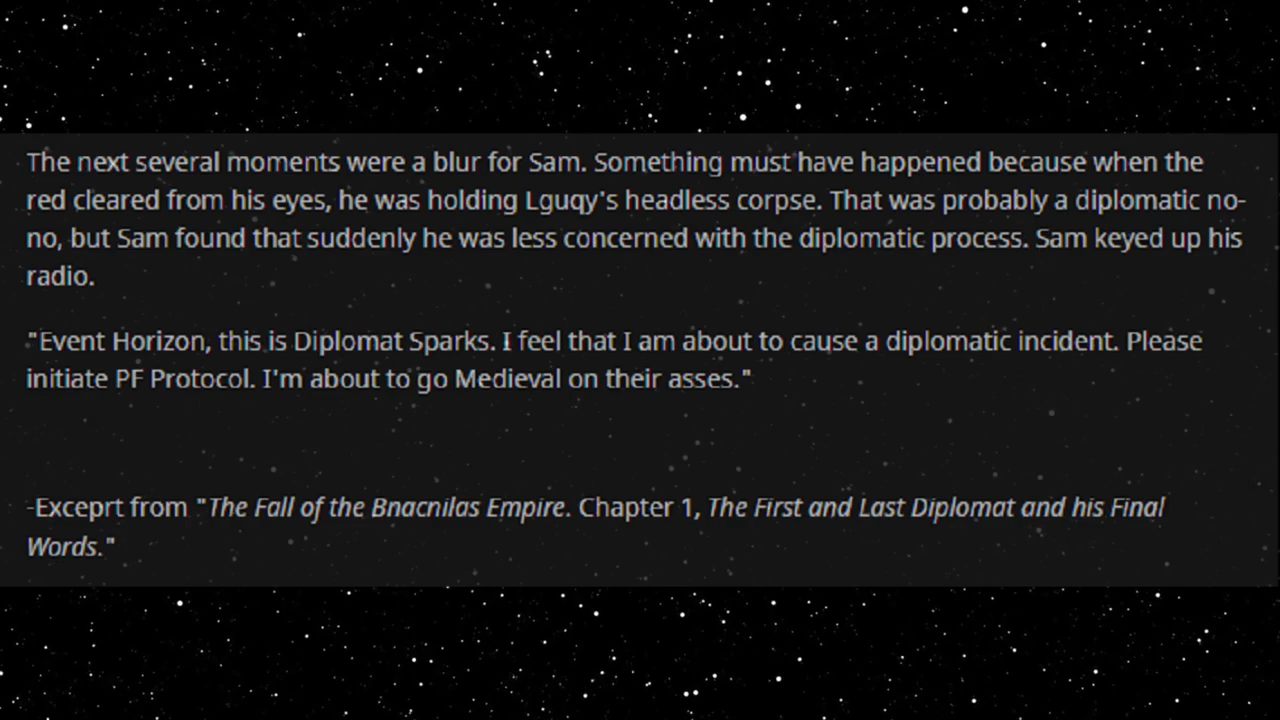 The next several moments were a blur for Sam. Something must have happened because when the
red cleared from his eyes, he was holding Lguqy's headless corpse. That was probably a diplomatic no-
no, but Sam found that suddenly he was less concerned with the diplomatic process. Sam keyed up his
radio.
"Event Horizon, this is Diplomat Sparks. I feel that I am about to cause a diplomatic incident. Please
initiate PF Protocol. I'm about to go Medieval on their asses."
-Exceprt from "The Fall of the Bnacnilas Empire. Chapter 1, The First and Last Diplomat and his Final
Words."